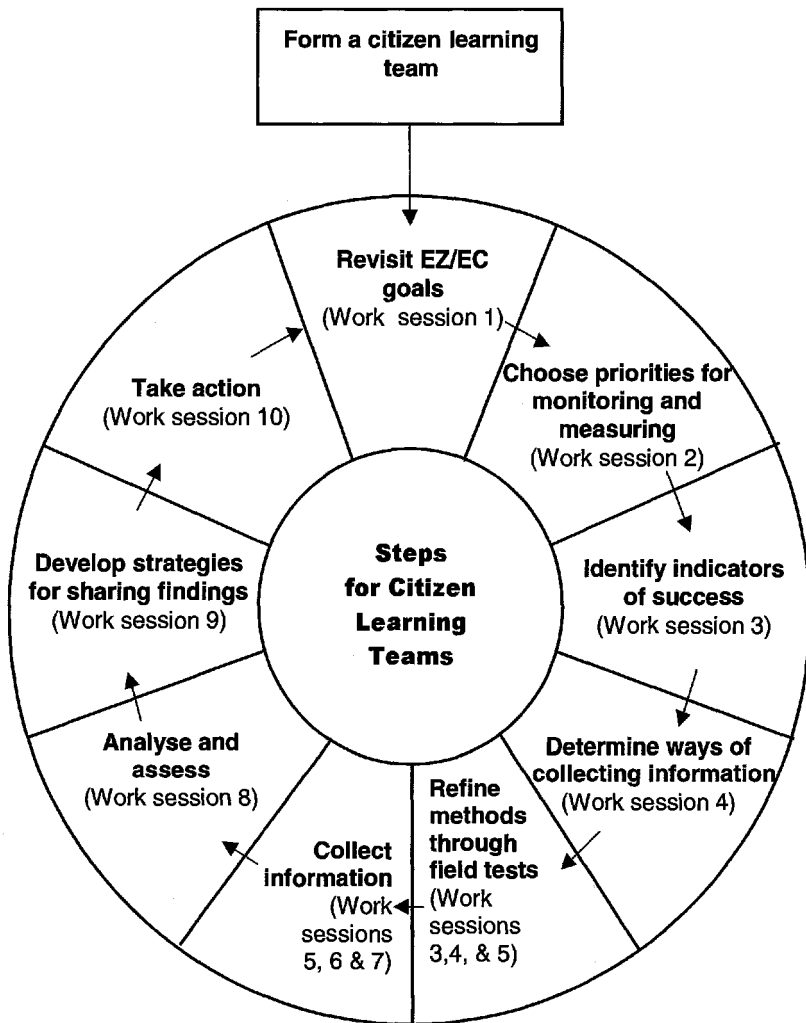 Form a citizen learning
team
Revisit EZ/EC
goals
(Work session 1)
Choose priorities for
monitoring and
measuring
(Work session 2)
Identify indicators
of success
(Work session 3)
Determine ways of
collecting information
(Work session 4)
Refine
methods
through
field tests
(Work
sessions
3,4, & 5)
Collect
information
(Work
sessions
5, 6 & 7)
Analyse and
assess
(Work session 8)
Develop strategies
for sharing findings
(Work session 9)
Take action
(Work session 10)
Steps
for Citizen
Learning
Teams